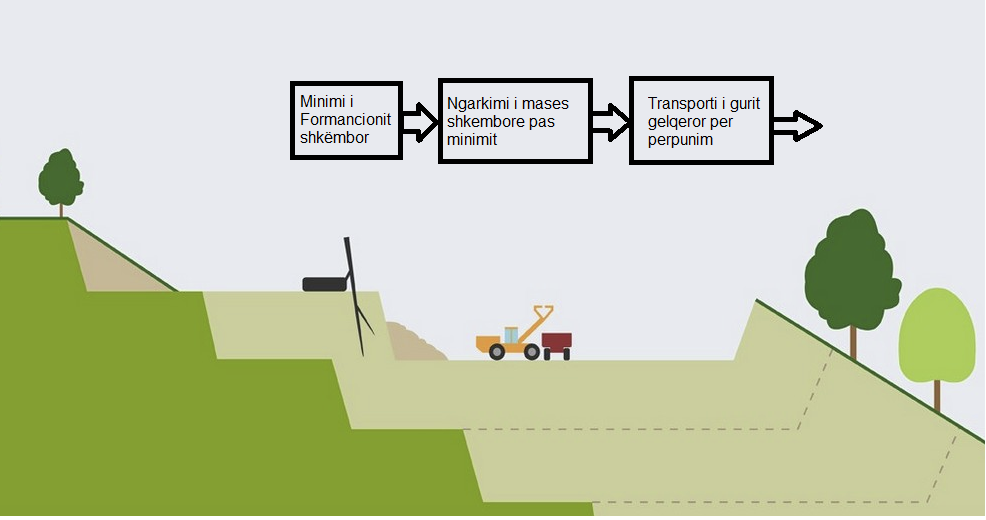 Minimi i
Formancionit
shkëmbor
Ngarkimi i mases
shkembore pas
minimit
Transporti i gurit
gelqeror per
perpunim